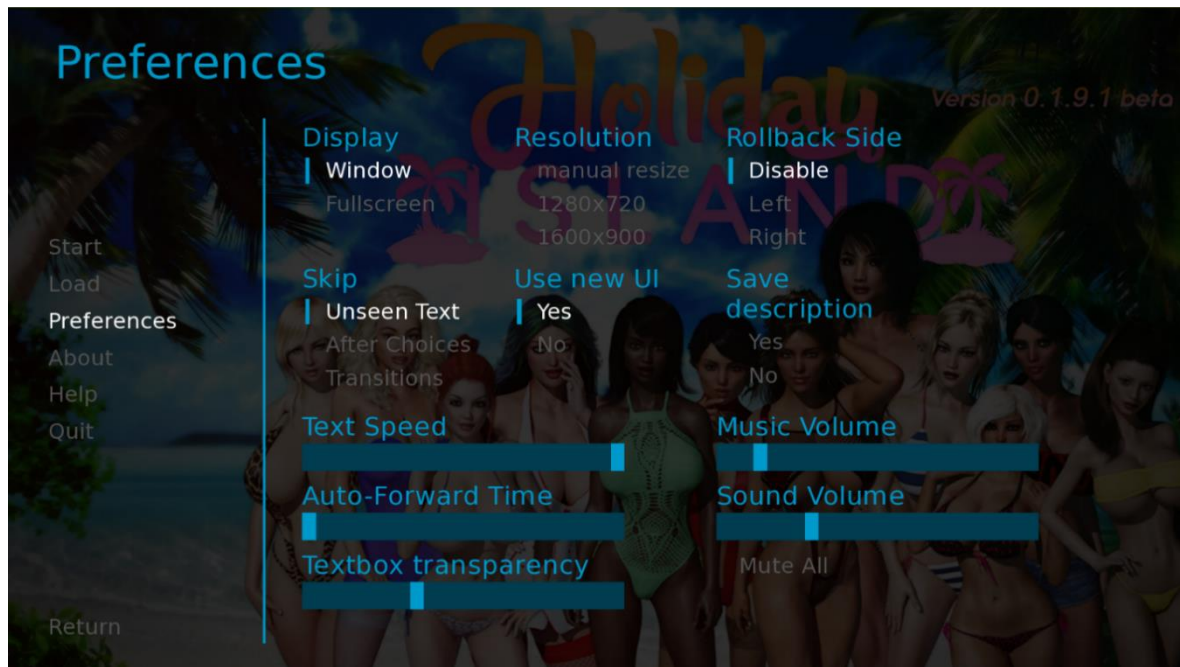 Preferences
Holiday
ISLAND
Version 0.1.9.1 beta
Start
Load
Preferences
About
Help
Quit
Return
Display
Window
Fullscreen
Resolution
manual resize
1280x720
1600x900
Rollback Side
Disable
Left
Right
Skip
Unseen Text
After Choices
Transitions
Use new UI
Yes
No
Save
description
Yes
No
Text Speed
Auto-Forward Time
Textbox transparency
Music Volume
Sound Volume
Mute All